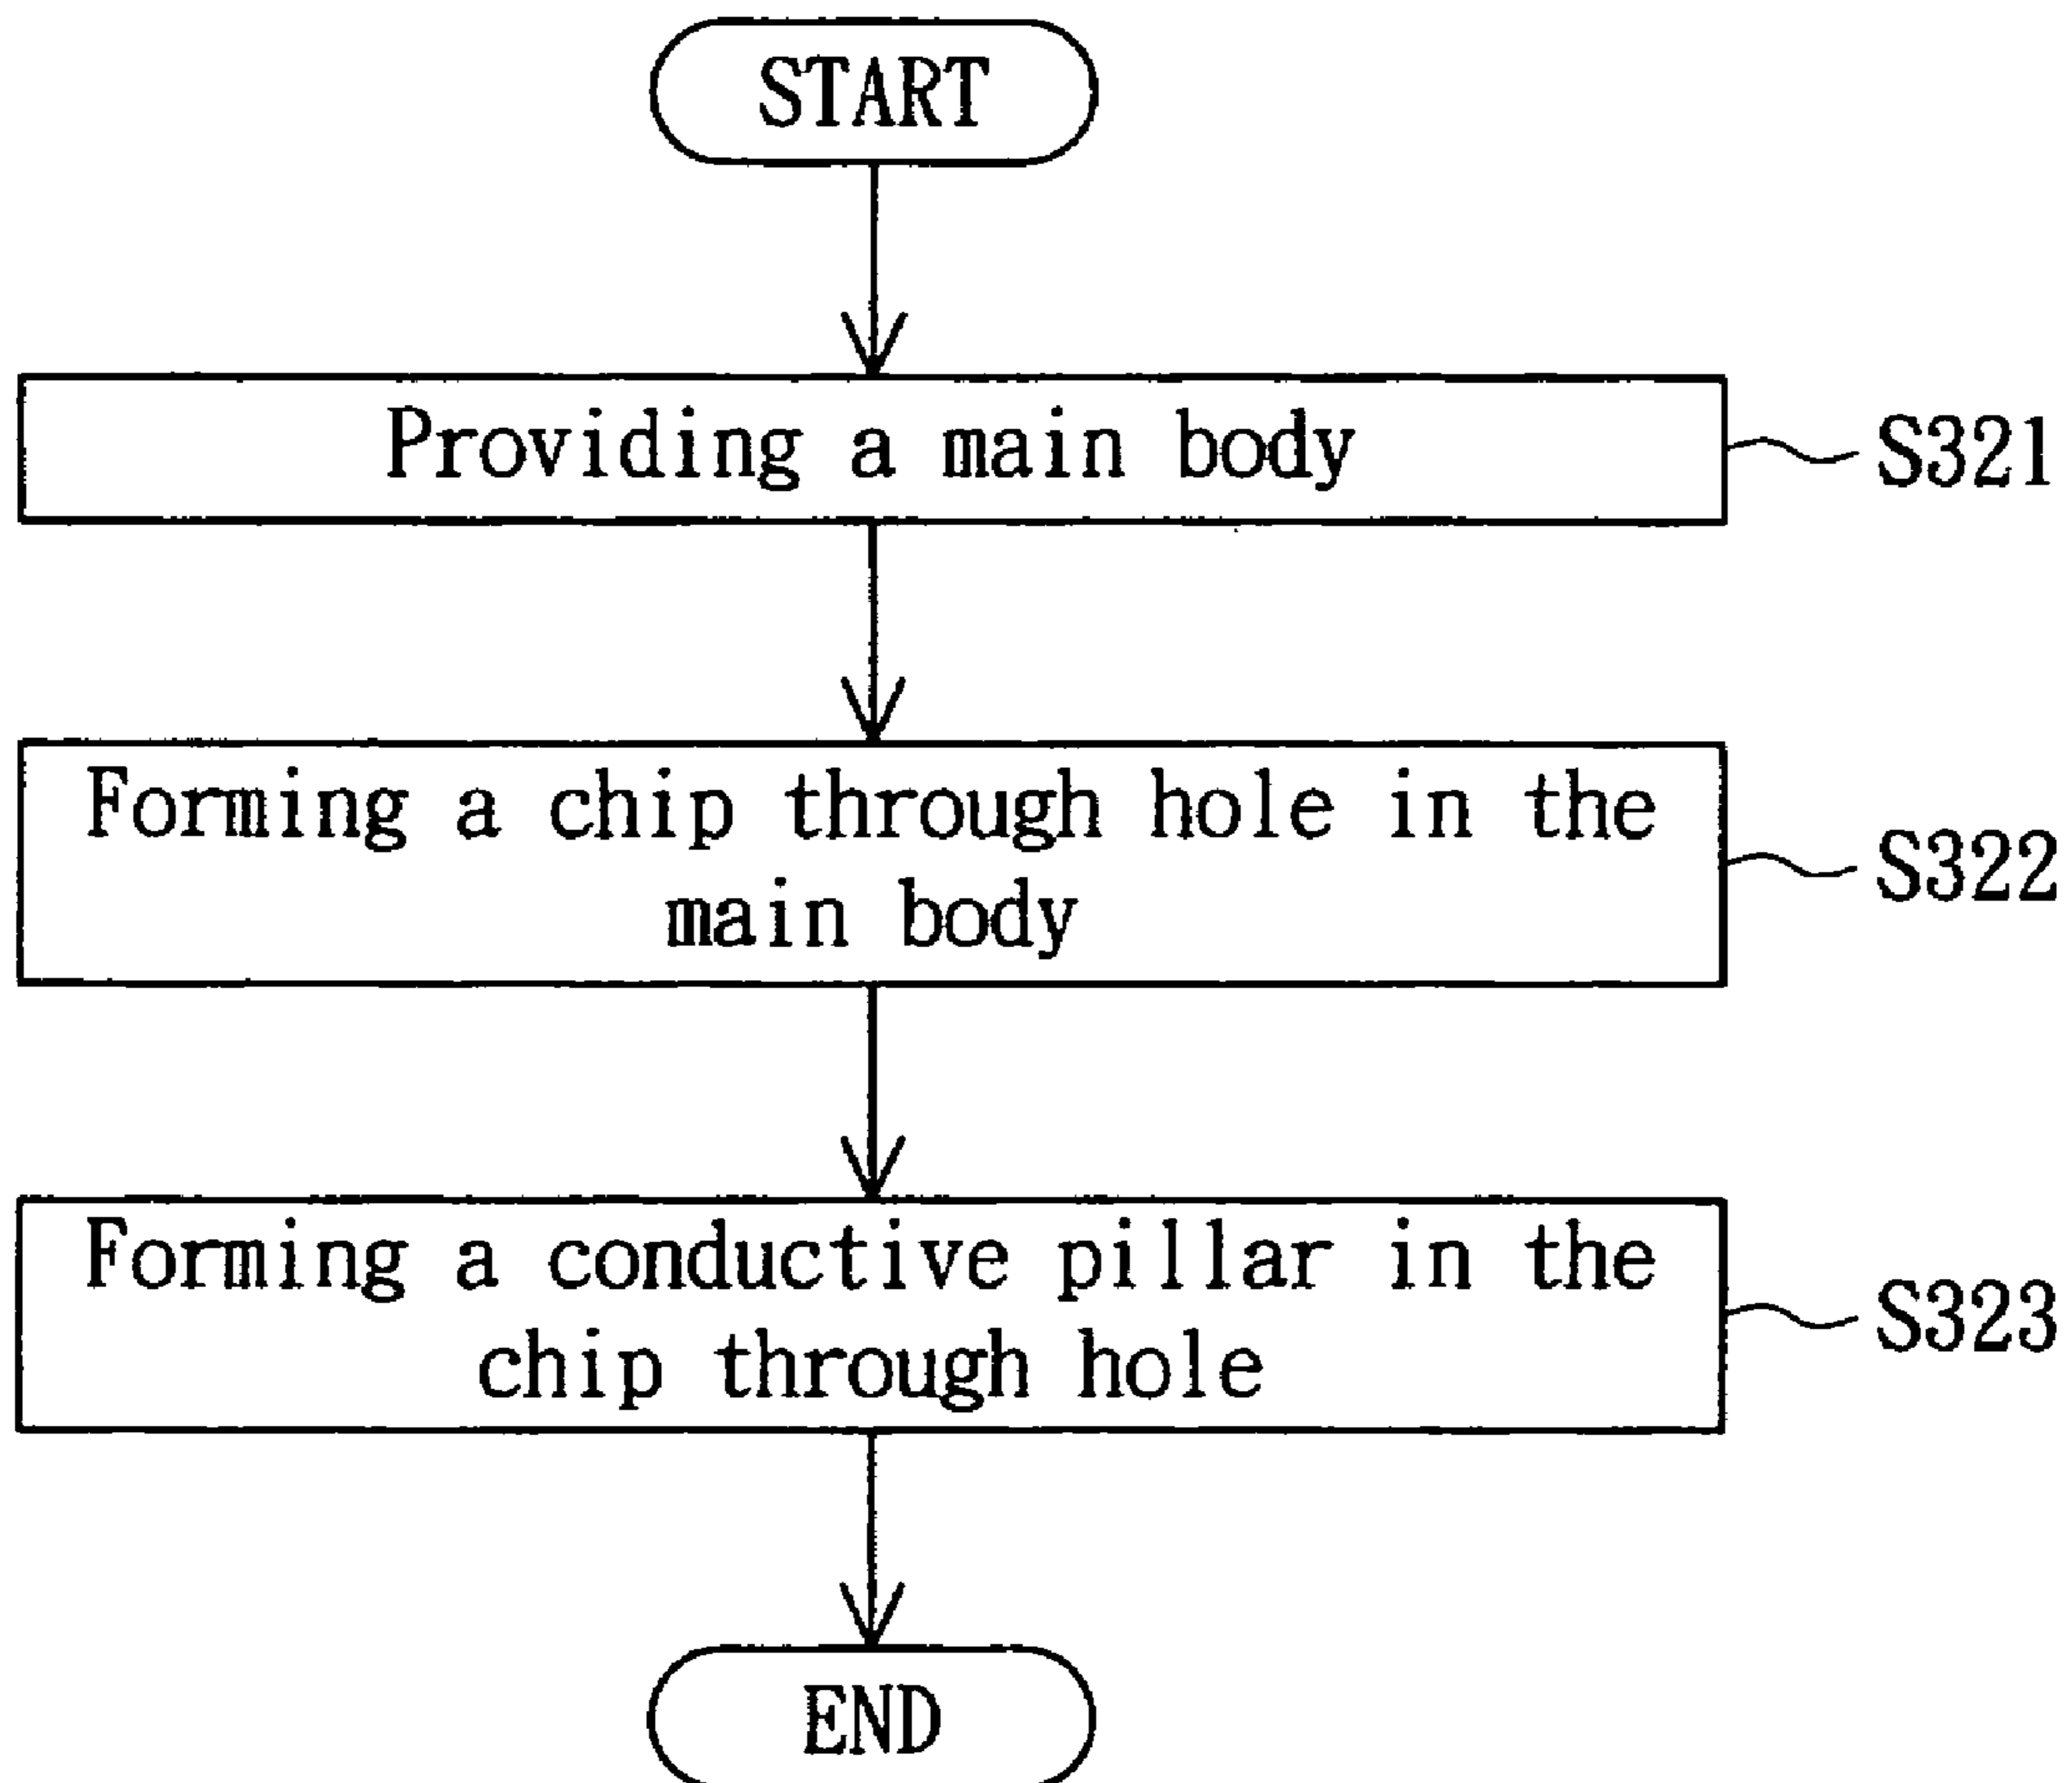 START
Providing a main body
S321
Forming a chip through hole in the
main body
S322
Forming a conductive pillar in the
chip through hole
S323
END